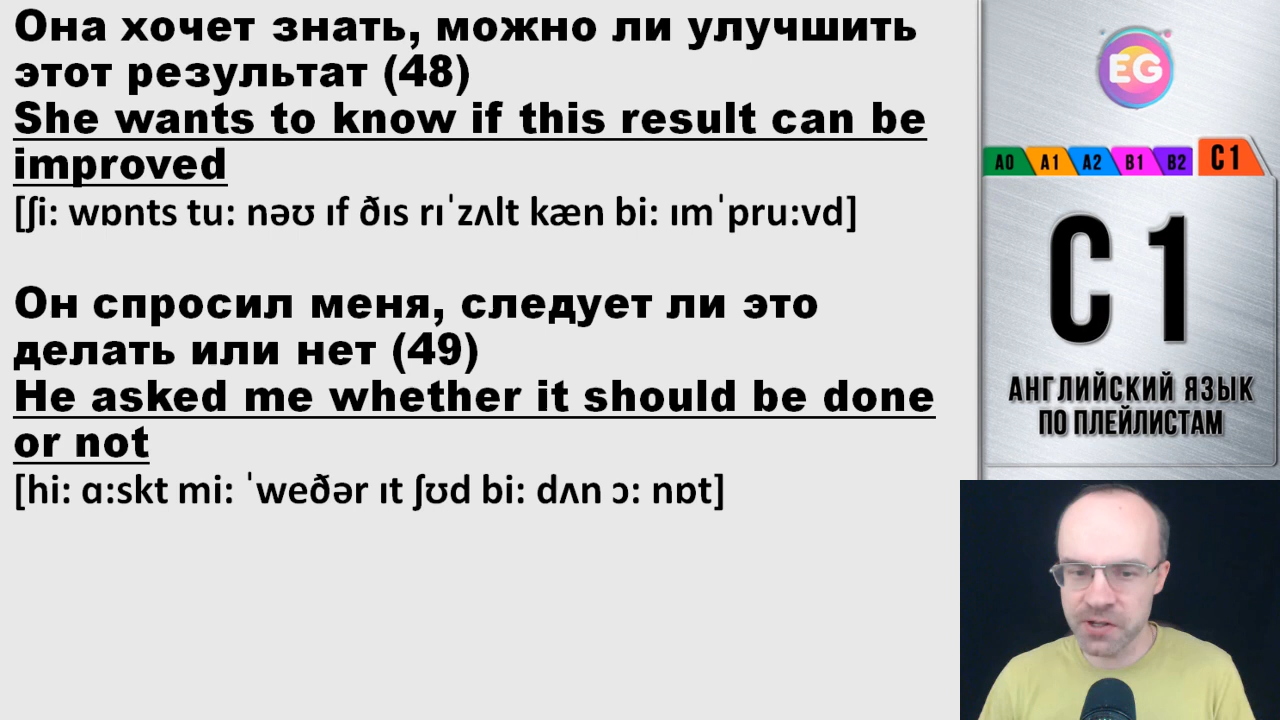 Она хочет знать, можно ли улучшить
этот результат (48)
She wants to know if this result can be
improved
[ʃi: wɒnts tu: nəʊ ɪf ðɪs rɪˈzʌlt kæn bi: ɪmˈpru:vd]
Он спросил меня, следует ли это
делать или нет (49)
He asked me whether it should be done
or not
[hi: ɑ:skt mi: ˈweðər ɪt ʃʊd bi: dʌn ɔ: nɒt]
EG
A0 A1 A2 B1 B2 C1
C1
АНГЛИЙСКИЙ ЯЗЫК
ПО ПЛЕЙЛИСТАМ